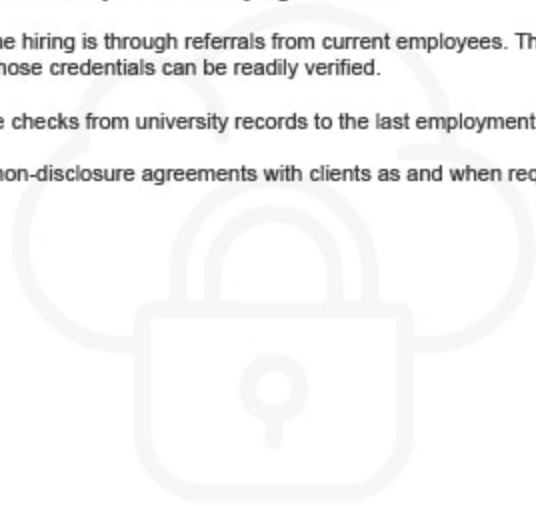 he hiring is through referrals from current employees. Th
hose credentials can be readily verified.
e checks from university records to the last employment
non-disclosure agreements with clients as and when req